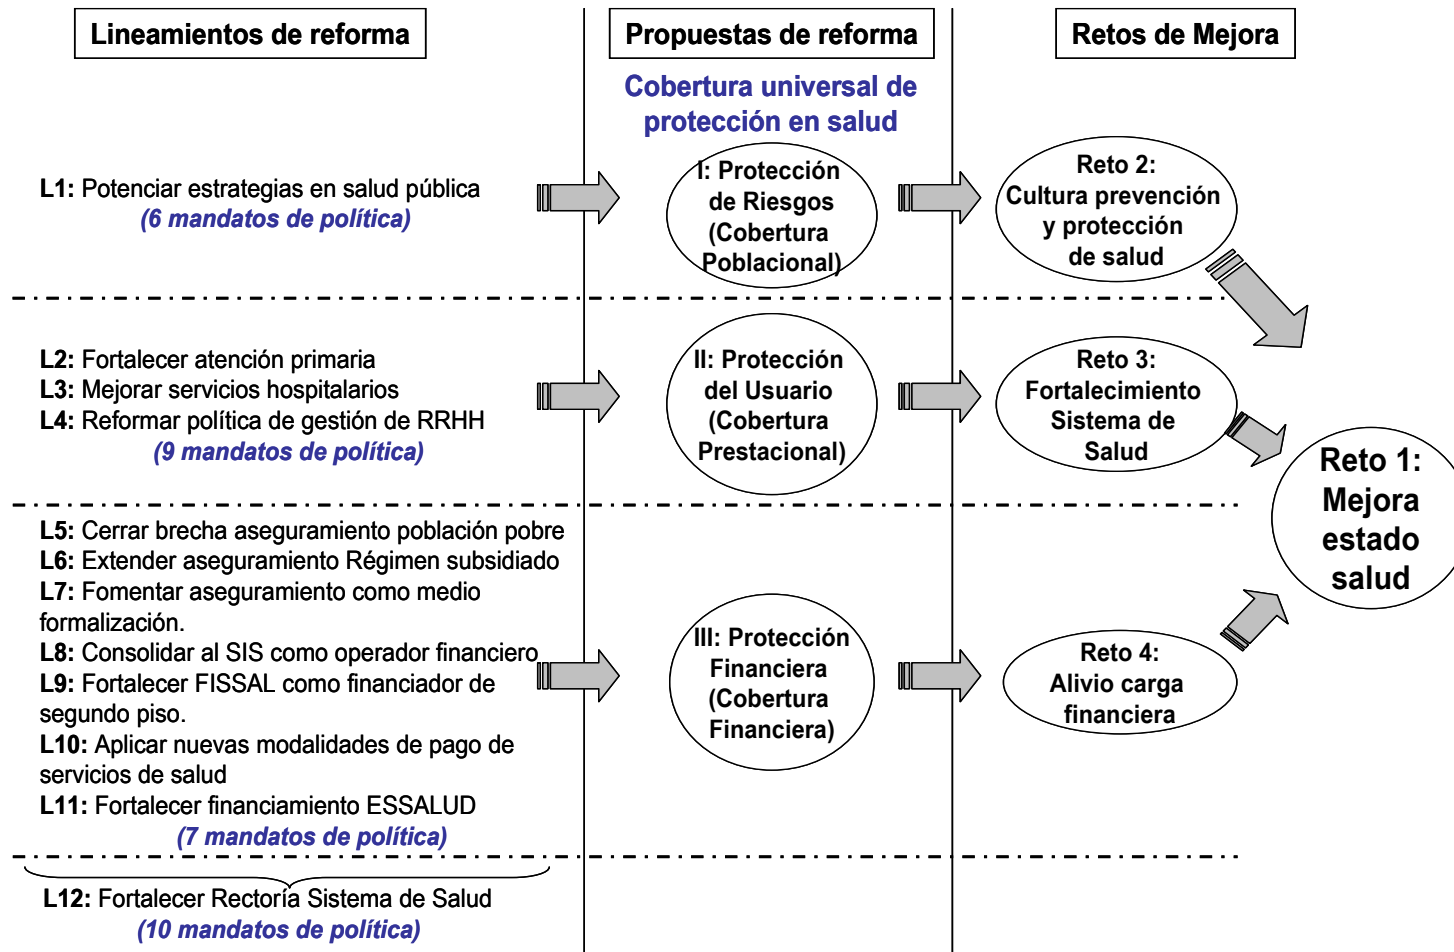 Lineamientos de reforma
Propuestas de reforma
Retos de Mejora
Cobertura universal de
protección en salud
L1: Potenciar estrategias en salud pública
(6 mandatos de política)
I: Protección
de Riesgos
(Cobertura
Poblacional)
Reto 2:
Cultura prevención
y protección
de salud
L2: Fortalecer atención primaria
L3: Mejorar servicios hospitalarios
L4: Reformar política de gestión de RRHH
(9 mandatos de política)
II: Protección
del Usuario
(Cobertura
Prestacional)
Reto 3:
Fortalecimiento
Sistema de
Salud
Reto 1:
Mejora
estado
salud
L5: Cerrar brecha aseguramiento población pobre
L6: Extender aseguramiento Régimen subsidiado
L7: Fomentar aseguramiento como medio
formalización.
L8: Consolidar al SIS como operador financiero
L9: Fortalecer FISSAL como financiador de
segundo piso.
L10: Aplicar nuevas modalidades de pago de
servicios de salud
L11: Fortalecer financiamiento ESSALUD
(7 mandatos de política)
III: Protección
Financiera
(Cobertura
Financiera)
Reto 4:
Alivio carga
financiera
L12: Fortalecer Rectoría Sistema de Salud
(10 mandatos de política)